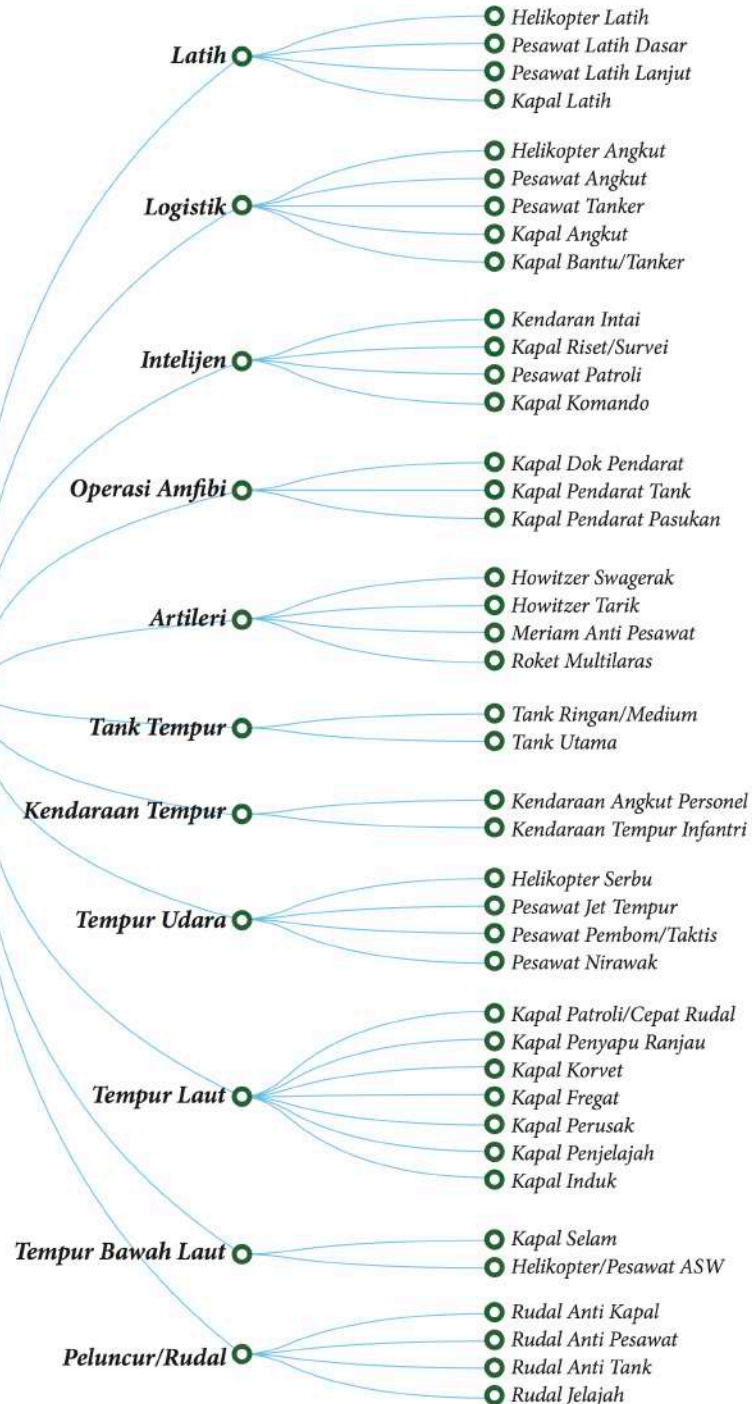 Latih
Helikopter Latih
Pesawat Latih Dasar
Pesawat Latih Lanjut
Kapal Latih
Logistik
Helikopter Angkut
Pesawat Angkut
Pesawat Tanker
Kapal Angkut
Kapal Bantu/Tanker
Intelijen
Kendaran Intai
Kapal Riset/Survei
Pesawat Patroli
Kapal Komando
Operasi Amfibi
Kapal Dok Pendarat
Kapal Pendarat Tank
Kapal Pendarat Pasukan
Artileri
Howitzer Swagerak
Howitzer Tarik
Meriam Anti Pesawat
Roket Multilaras
Tank Tempur
Tank Ringan/Medium
Tank Utama
Kendaraan Tempur
Kendaraan Angkut Personel
Kendaraan Tempur Infantri
Tempur Udara
Helikopter Serbu
Pesawat Jet Tempur
Pesawat Pembom/Taktis
Pesawat Nirawak
Tempur Laut
Kapal Patroli/Cepat Rudal
Kapal Penyapu Ranjau
Kapal Korvet
Kapal Fregat
Kapal Perusak
Kapal Penjelajah
Kapal Induk
Tempur Bawah Laut
Kapal Selam
Helikopter/Pesawat ASW
Peluncur/Rudal
Rudal Anti Kapal
Rudal Anti Pesawat
Rudal Anti Tank
Rudal Jelajah